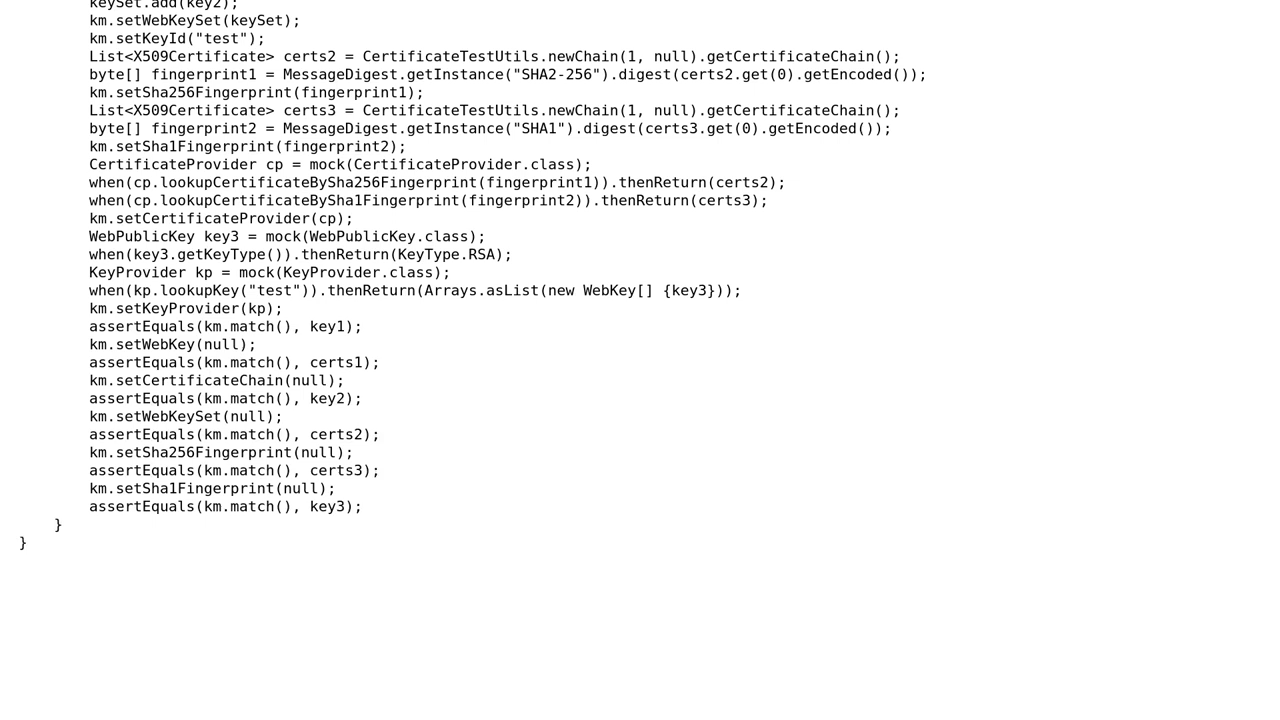 keySet.add(key2);
km.setWebKeySet(keySet);
km.setKeyId("test");
List<X509Certificate> certs2 = CertificateTestUtils.newChain(1, null).getCertificateChain();
byte[] fingerprint1 = MessageDigest.getInstance("SHA2-256").digest(certs2.get(0).getEncoded());
km.setSha256Fingerprint(fingerprint1);
List<X509Certificate> certs3 = CertificateTestUtils.newChain(1, null).getCertificateChain();
byte[] fingerprint2 = MessageDigest.getInstance("SHA1").digest(certs3.get(0).getEncoded());
km.setSha1Fingerprint(fingerprint2);
CertificateProvider cp = mock(CertificateProvider.class);
when(cp.lookupCertificateBySha256Fingerprint(fingerprint1)).thenReturn(certs2);
when(cp.lookupCertificateBySha1Fingerprint(fingerprint2)).thenReturn(certs3);
km.setCertificateProvider(cp);
WebPublicKey key3 = mock(WebPublicKey.class);
when(key3.getKeyType()).thenReturn(KeyType.RSA);
KeyProvider kp = mock(KeyProvider.class);
when(kp.lookupKey("test")).thenReturn(Arrays.asList(new WebKey[] {key3}));
km.setKeyProvider(kp);
assertEquals(km.match(), key1);
km.setWebKey(null);
assertEquals(km.match(), certs1);
km.setCertificateChain(null);
assertEquals(km.match(), key2);
km.setWebKeySet(null);
assertEquals(km.match(), certs2);
km.setSha256Fingerprint(null);
assertEquals(km.match(), certs3);
km.setSha1Fingerprint(null);
assertEquals(km.match(), key3);
}
}